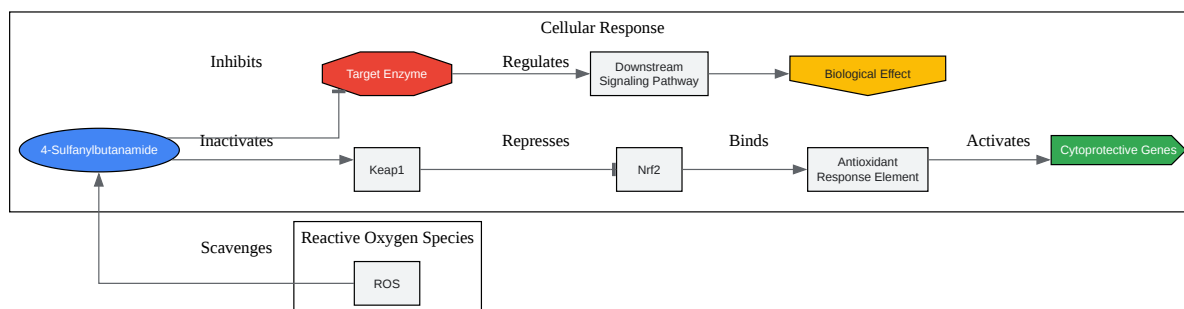 Cellular Response
Inhibits
Target Enzyme
Regulates
Downstream
Signaling Pathway
Biological Effect
4-Sulfanylbutanamide
Inactivates
Keap1
Represses
Nrf2
Binds
Antioxidant
Response Element
Activates
Cytoprotective Genes
Scavenges
Reactive Oxygen Species
ROS